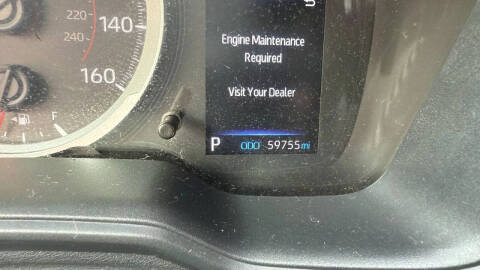 140
220
240
160
F
Engine Maintenance
Required
Visit Your Dealer
P ODO 59755 mi